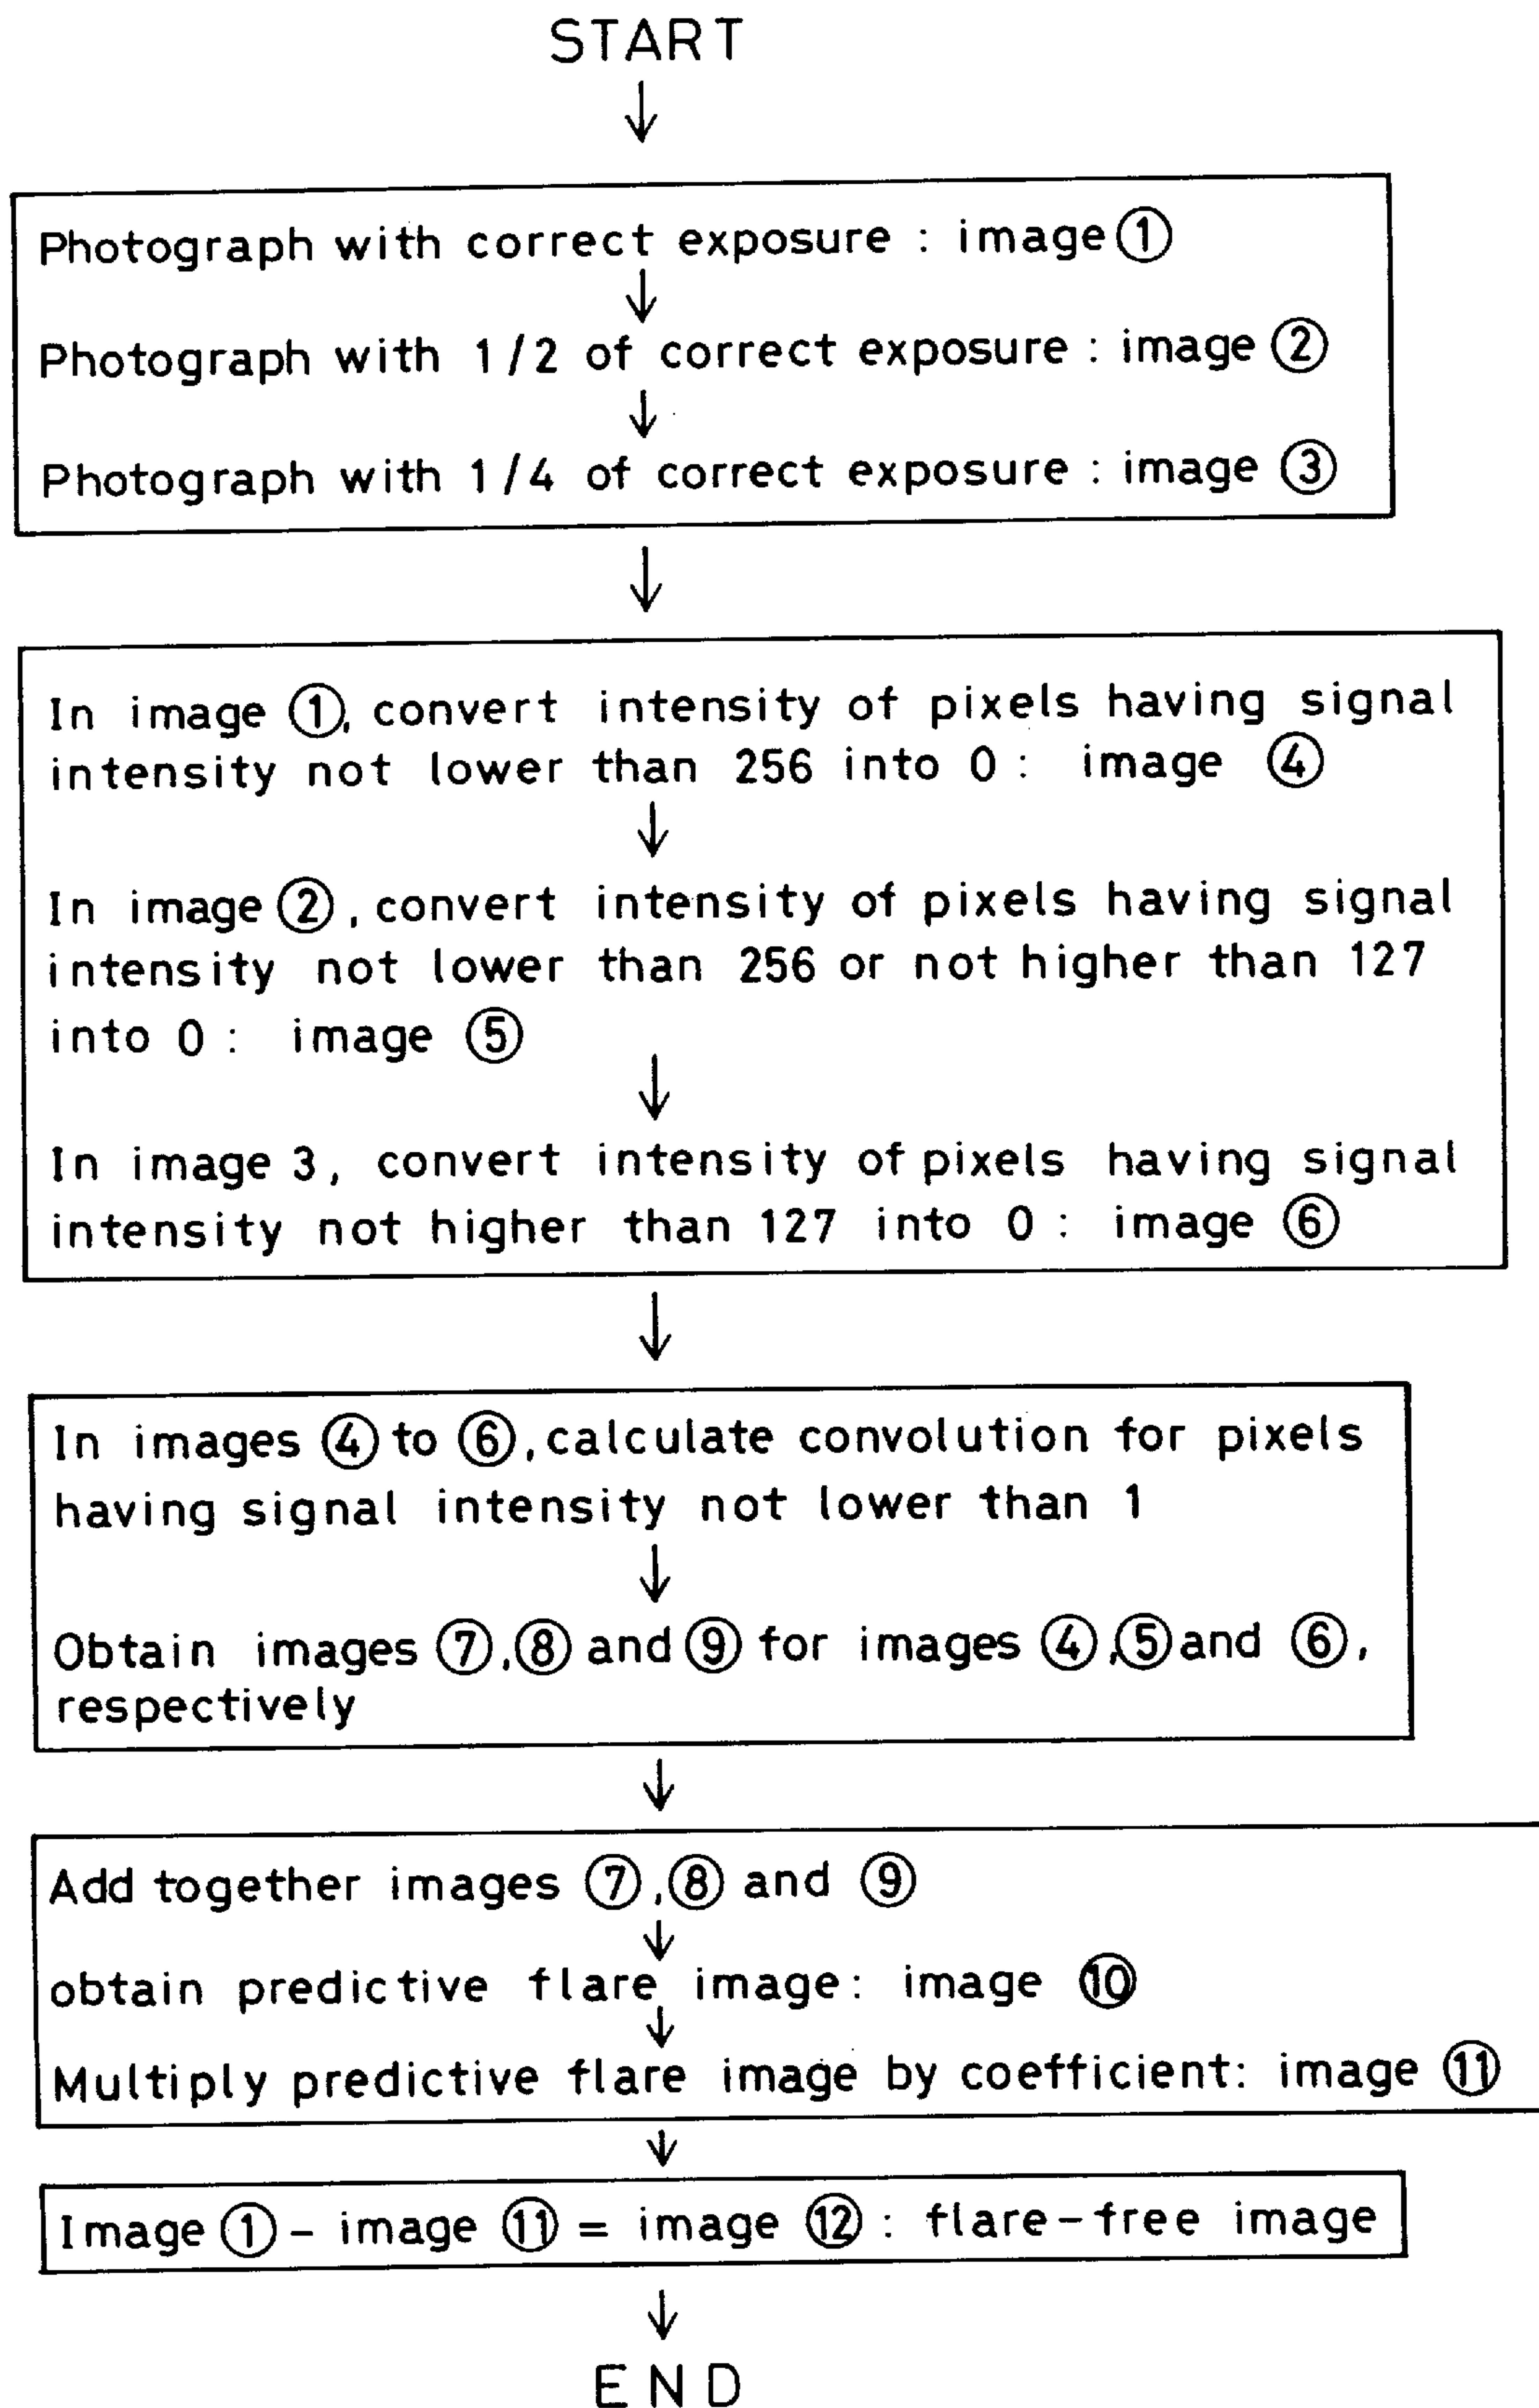 START
Photograph with correct exposure : image ①
Photograph with 1/2 of correct exposure : image ②
Photograph with 1/4 of correct exposure : image ③
In image ①, convert intensity of pixels having signal
intensity not lower than 256 into 0 : image ④
In image ②, convert intensity of pixels having signal
intensity not lower than 256 or not higher than 127
into 0 : image ⑤
In image 3, convert intensity of pixels having signal
intensity not higher than 127 into 0 : image ⑥
In images ④ to ⑥, calculate convolution for pixels
having signal intensity not lower than 1
Obtain images ⑦, ⑧ and ⑨ for images ④, ⑤ and ⑥,
respectively
Add together images ⑦, ⑧ and ⑨
obtain predictive flare image: image ⑩
Multiply predictive flare image by coefficient: image ⑪
Image ① - image ⑪ = image ⑫ : flare-free image
END